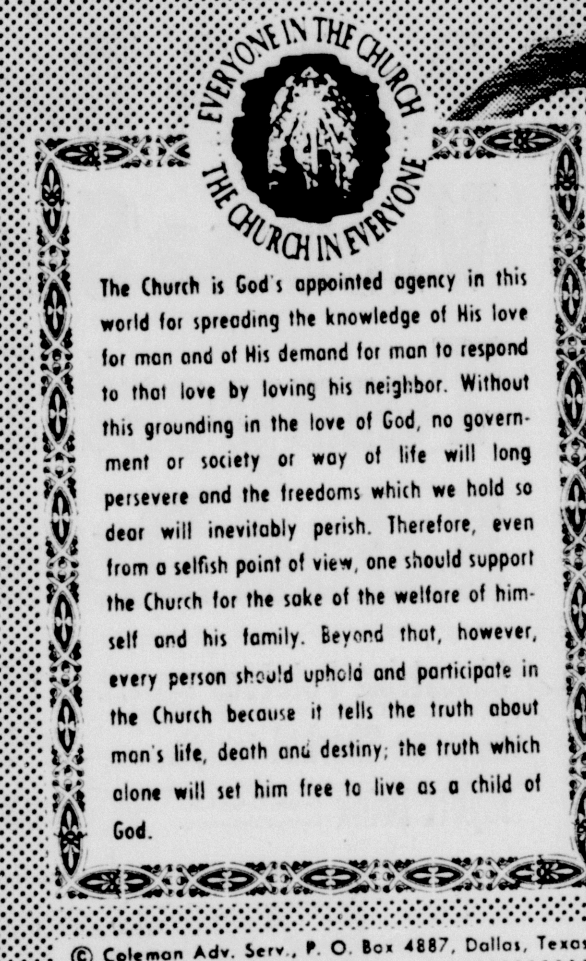 EVERYONE IN THE CHURCH
THE CHURCH IN EVERYONE
The Church is God's appointed agency in this
world for spreading the knowledge of His love
for man and of His demand for man to respond
to that love by loving his neighbor. Without
this grounding in the love of God, no govern-
ment or society or way of life will long
persevere and the freedoms which we hold so
dear will inevitably perish. Therefore, even
from a selfish point of view, one should support
the Church for the sake of the welfare of him-
self and his family. Beyond that, however,
every person should uphold and participate in
the Church because it tells the truth about
man's life, death and destiny; the truth which
alone will set him free to live as a child of
God.
© Coleman Adv. Serv., P. O. Box 4887, Dallas, Texas